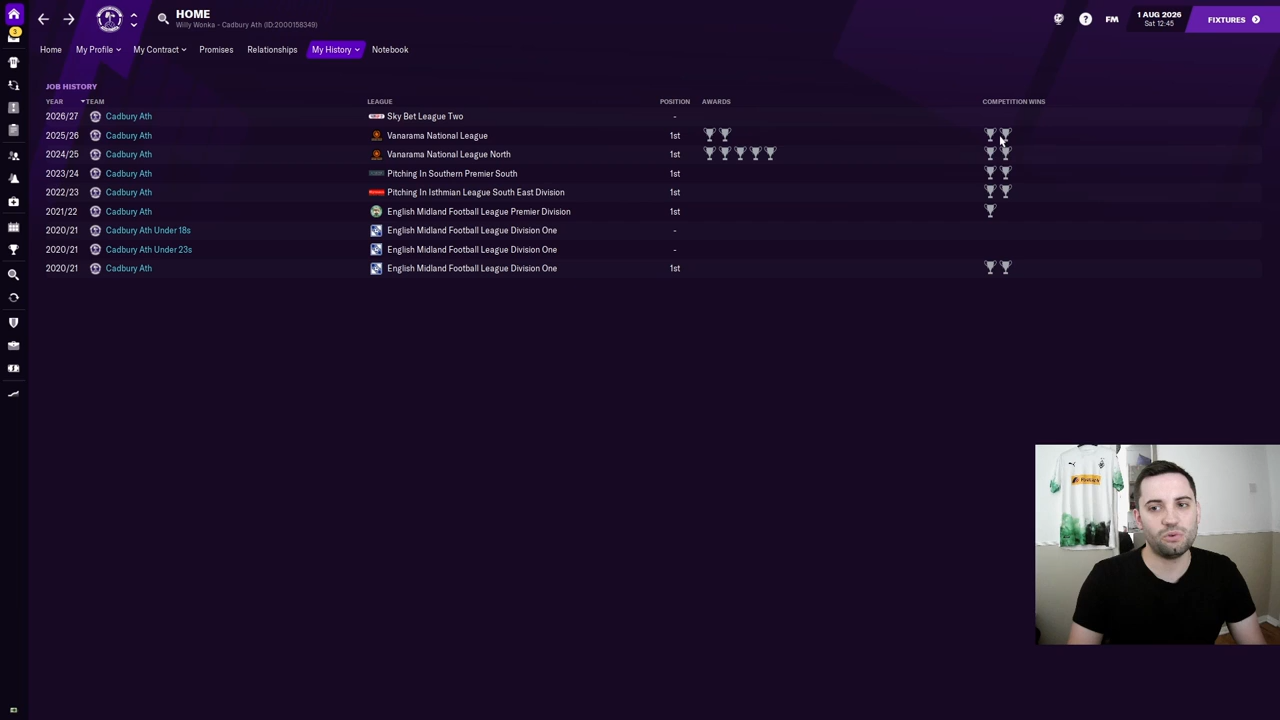 HOME
Willy Wonka - Cadbury Ath (ID:2000158349)
FM
1 AUG 2026
Sat 12:45
FIXTURES
3
Home
My Profile
My Contract
Promises
Relationships
My History
Notebook
JOB HISTORY
YEAR TEAM LEAGUE POSITION AWARDS COMPETITION WINS
2026/27 Cadbury Ath Sky Bet League Two -
2025/26 Cadbury Ath Vanarama National League 1st
2024/25 Cadbury Ath Vanarama National League North 1st
2023/24 Cadbury Ath Pitching In Southern Premier South 1st
2022/23 Cadbury Ath Pitching In Isthmian League South East Division 1st
2021/22 Cadbury Ath English Midland Football League Premier Division 1st
2020/21 Cadbury Ath Under 18s English Midland Football League Division One -
2020/21 Cadbury Ath Under 23s English Midland Football League Division One -
2020/21 Cadbury Ath English Midland Football League Division One 1st